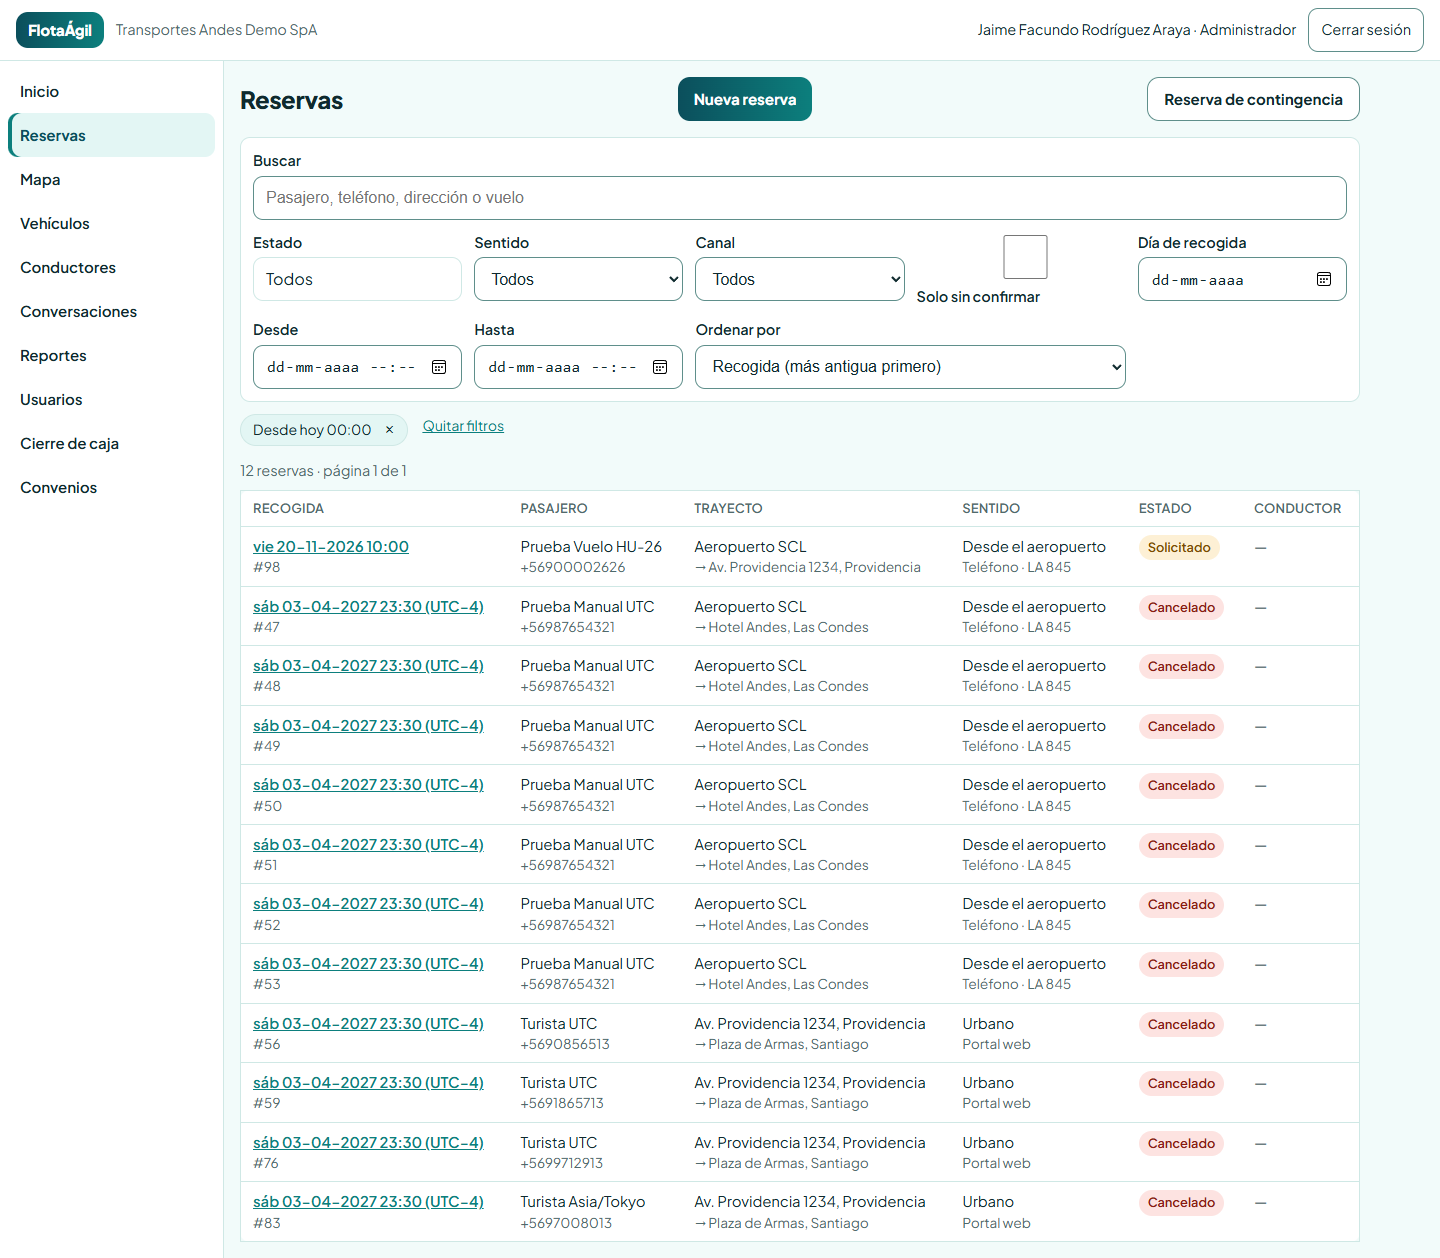 FlotaÁgil
Transportes Andes Demo SpA
Jaime Facundo Rodríguez Araya · Administrador
Cerrar sesión
Inicio
Reservas
Mapa
Vehículos
Conductores
Conversaciones
Reportes
Usuarios
Cierre de caja
Convenios
Reservas
Nueva reserva
Reserva de contingencia
Buscar
Pasajero, teléfono, dirección o vuelo
Estado
Todos
Sentido
Todos
Canal
Todos
Solo sin confirmar
Día de recogida
dd-mm-aaaa
Desde
dd-mm-aaaa --:--
Hasta
dd-mm-aaaa --:--
Ordenar por
Recogida (más antigua primero)
Desde hoy 00:00 ×
Quitar filtros
12 reservas · página 1 de 1
RECOGIDA PASAJERO TRAYECTO SENTIDO ESTADO CONDUCTOR
vie 20-11-2026 10:00 Prueba Vuelo HU-26 Aeropuerto SCL Desde el aeropuerto Solicitado —
#98 +56900002626 → Av. Providencia 1234, Providencia Teléfono · LA 845
sáb 03-04-2027 23:30 (UTC-4) Prueba Manual UTC Aeropuerto SCL Desde el aeropuerto Cancelado —
#47 +56987654321 → Hotel Andes, Las Condes Teléfono · LA 845
sáb 03-04-2027 23:30 (UTC-4) Prueba Manual UTC Aeropuerto SCL Desde el aeropuerto Cancelado —
#48 +56987654321 → Hotel Andes, Las Condes Teléfono · LA 845
sáb 03-04-2027 23:30 (UTC-4) Prueba Manual UTC Aeropuerto SCL Desde el aeropuerto Cancelado —
#49 +56987654321 → Hotel Andes, Las Condes Teléfono · LA 845
sáb 03-04-2027 23:30 (UTC-4) Prueba Manual UTC Aeropuerto SCL Desde el aeropuerto Cancelado —
#50 +56987654321 → Hotel Andes, Las Condes Teléfono · LA 845
sáb 03-04-2027 23:30 (UTC-4) Prueba Manual UTC Aeropuerto SCL Desde el aeropuerto Cancelado —
#51 +56987654321 → Hotel Andes, Las Condes Teléfono · LA 845
sáb 03-04-2027 23:30 (UTC-4) Prueba Manual UTC Aeropuerto SCL Desde el aeropuerto Cancelado —
#52 +56987654321 → Hotel Andes, Las Condes Teléfono · LA 845
sáb 03-04-2027 23:30 (UTC-4) Prueba Manual UTC Aeropuerto SCL Desde el aeropuerto Cancelado —
#53 +56987654321 → Hotel Andes, Las Condes Teléfono · LA 845
sáb 03-04-2027 23:30 (UTC-4) Turista UTC Av. Providencia 1234, Providencia Urbano Cancelado —
#56 +5690856513 → Plaza de Armas, Santiago Portal web
sáb 03-04-2027 23:30 (UTC-4) Turista UTC Av. Providencia 1234, Providencia Urbano Cancelado —
#59 +5691865713 → Plaza de Armas, Santiago Portal web
sáb 03-04-2027 23:30 (UTC-4) Turista UTC Av. Providencia 1234, Providencia Urbano Cancelado —
#76 +5699712913 → Plaza de Armas, Santiago Portal web
sáb 03-04-2027 23:30 (UTC-4) Turista Asia/Tokyo Av. Providencia 1234, Providencia Urbano Cancelado —
#83 +5697008013 → Plaza de Armas, Santiago Portal web